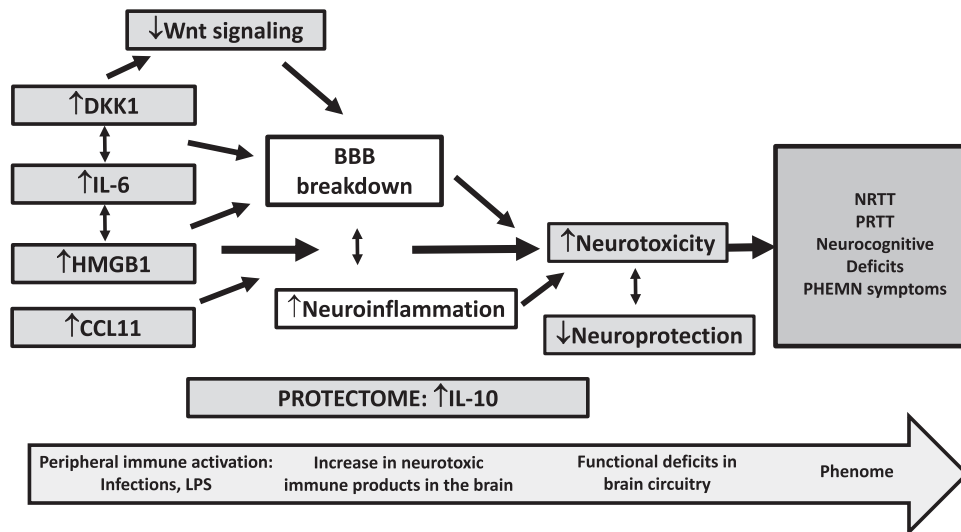 ↓Wnt signaling
↑DKK1
↑IL-6
↑HMGB1
↑CCL11
BBB
breakdown
↑Neuroinflammation
↑Neurotoxicity
↓Neuroprotection
NRTT
PRTT
Neurocognitive
Deficits
PHEMN symptoms
PROTECTOME: ↑IL-10
Peripheral immune activation:
Infections, LPS
Increase in neurotoxic
immune products in the brain
Functional deficits in
brain circuitry
Phenome